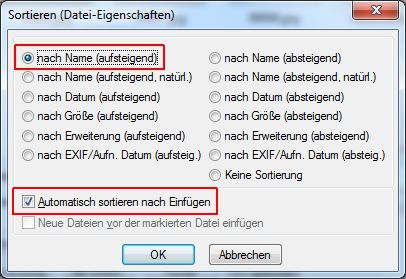 Sortieren (Datei-Eigenschaften)
nach Name (aufsteigend)
nach Name (absteigend)
nach Name (aufsteigend, natürl.)
nach Name (absteigend, natürl.)
nach Datum (aufsteigend)
nach Datum (absteigend)
nach Größe (aufsteigend)
nach Größe (absteigend)
nach Erweiterung (aufsteigend)
nach Erweiterung (absteigend)
nach EXIF/Aufn. Datum (aufsteig.)
nach EXIF/Aufn. Datum (absteig.)
Keine Sortierung
Automatisch sortieren nach Einfügen
Neue Dateien vor der markierten Datei einfügen
OK
Abbrechen